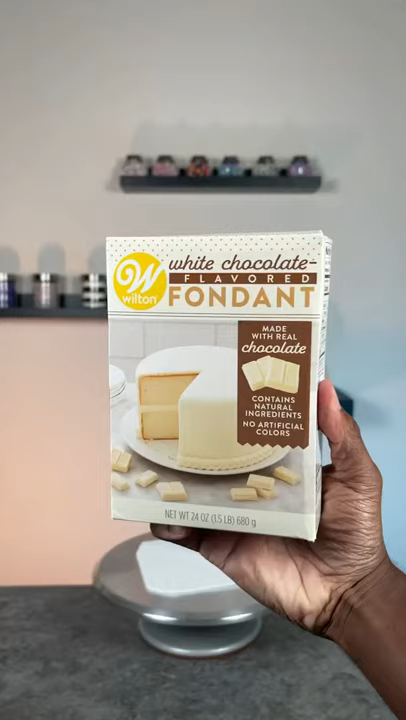 W
wilton
white chocolate-
FLAVORED
FONDANT
MADE
WITH REAL
chocolate
CONTAINS
NATURAL
INGREDIENTS
NO ARTIFICIAL
COLORS
NET WT 24 OZ (1.5 LB) 680 g